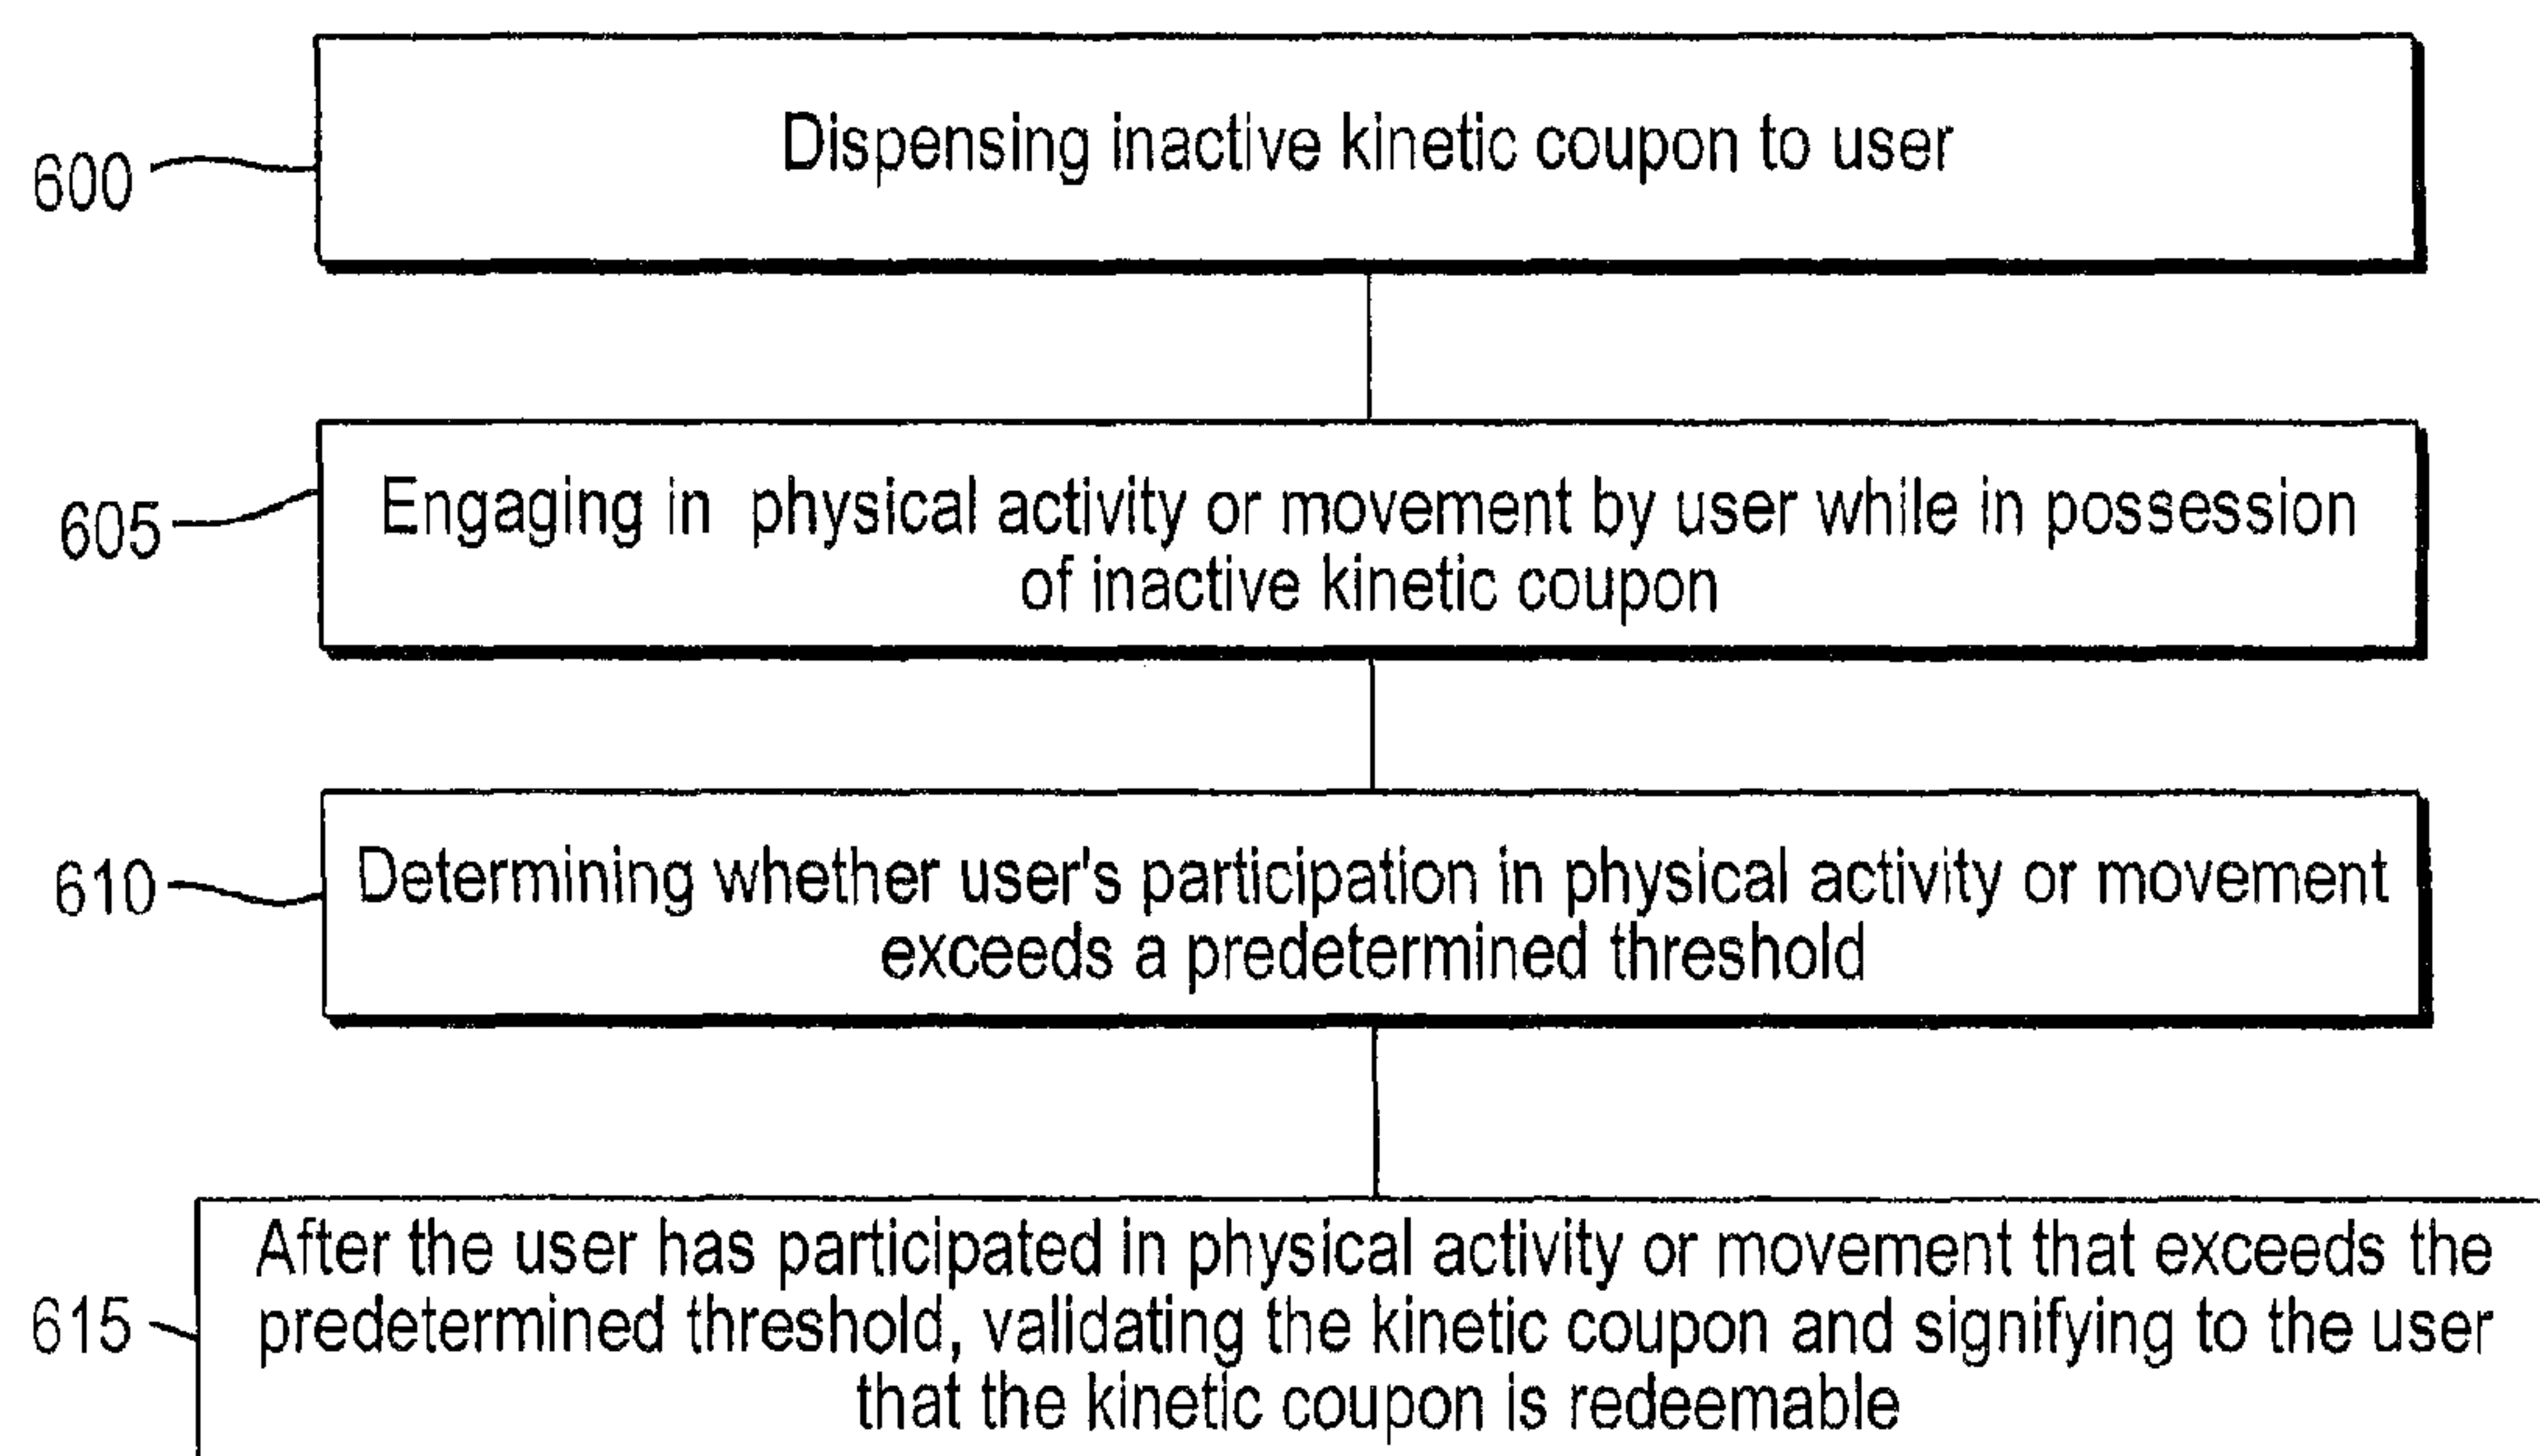 Dispensing inactive kinetic coupon to user
600
Engaging in physical activity or movement by user while in possession
of inactive kinetic coupon
605
Determining whether user's participation in physical activity or movement
exceeds a predetermined threshold
610
After the user has participated in physical activity or movement that exceeds the
predetermined threshold, validating the kinetic coupon and signifying to the user
that the kinetic coupon is redeemable
615